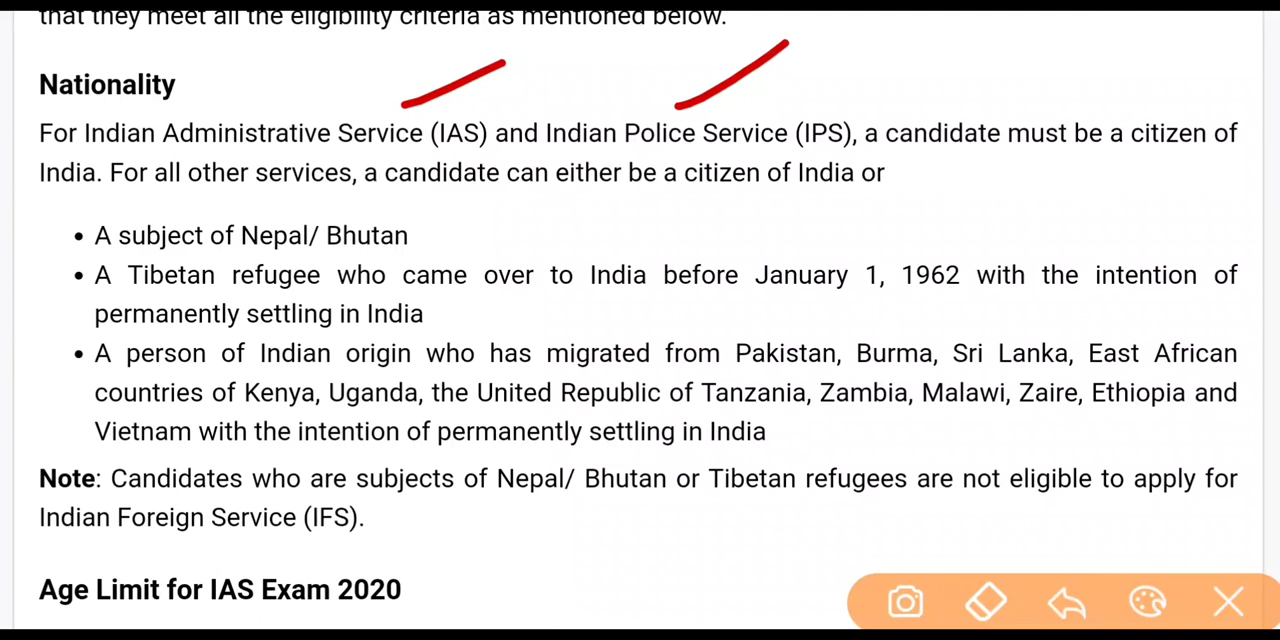 that they meet all the eligibility criteria as mentioned below.
Nationality
For Indian Administrative Service (IAS) and Indian Police Service (IPS), a candidate must be a citizen of
India. For all other services, a candidate can either be a citizen of India or
• A subject of Nepal/ Bhutan
• A Tibetan refugee who came over to India before January 1, 1962 with the intention of
permanently settling in India
• A person of Indian origin who has migrated from Pakistan, Burma, Sri Lanka, East African
countries of Kenya, Uganda, the United Republic of Tanzania, Zambia, Malawi, Zaire, Ethiopia and
Vietnam with the intention of permanently settling in India
Note: Candidates who are subjects of Nepal/ Bhutan or Tibetan refugees are not eligible to apply for
Indian Foreign Service (IFS).
Age Limit for IAS Exam 2020